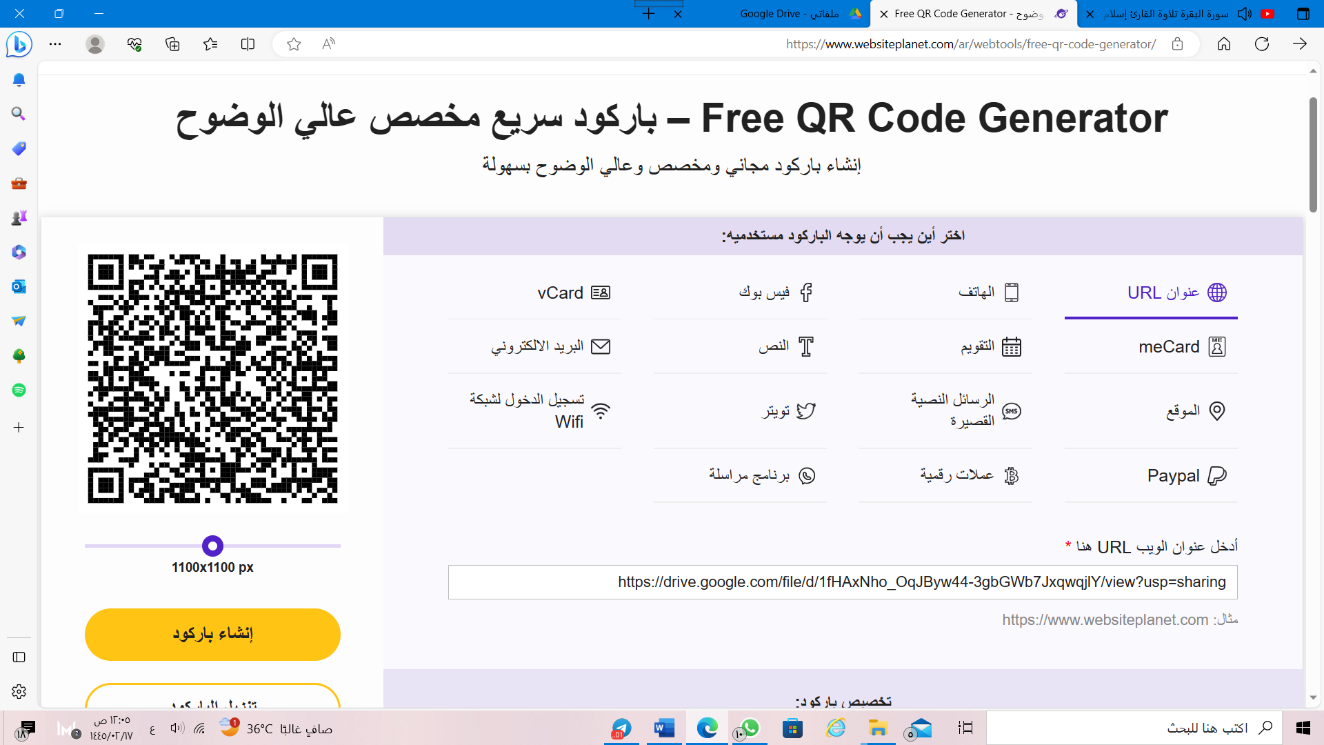 سورة البقرة تلاوة القارئ إسلام
Free QR Code Generator - وضوح
ملفاتي - Google Drive
https://www.websiteplanet.com/ar/webtools/free-qr-code-generator/
Free QR Code Generator – باركود سريع مخصص عالي الوضوح
إنشاء باركود مجاني ومخصص وعالي الوضوح بسهولة
اختر أين يجب أن يوجه الباركود مستخدميه:
عنوان URL
الهاتف
فيس بوك
vCard
meCard
التقويم
النص
البريد الالكتروني
الموقع
الرسائل النصية
القصيرة
SMS
تويتر
تسجيل الدخول لشبكة
Wifi
Paypal
عملات رقمية
برنامج مراسلة
أدخل عنوان الويب URL هنا *
https://drive.google.com/file/d/1fHAxNho_OqJByw44-3gbGWb7JxqwqjlY/view?usp=sharing
مثال: https://www.websiteplanet.com
تخصيص باركود:
1100x1100 px
إنشاء باركود
تنزيل الباركود
اكتب هنا للبحث
صافي غالبًا 36°C
ع
١٢:٠٥ ص
١٤٤٥/٠٢/١٧